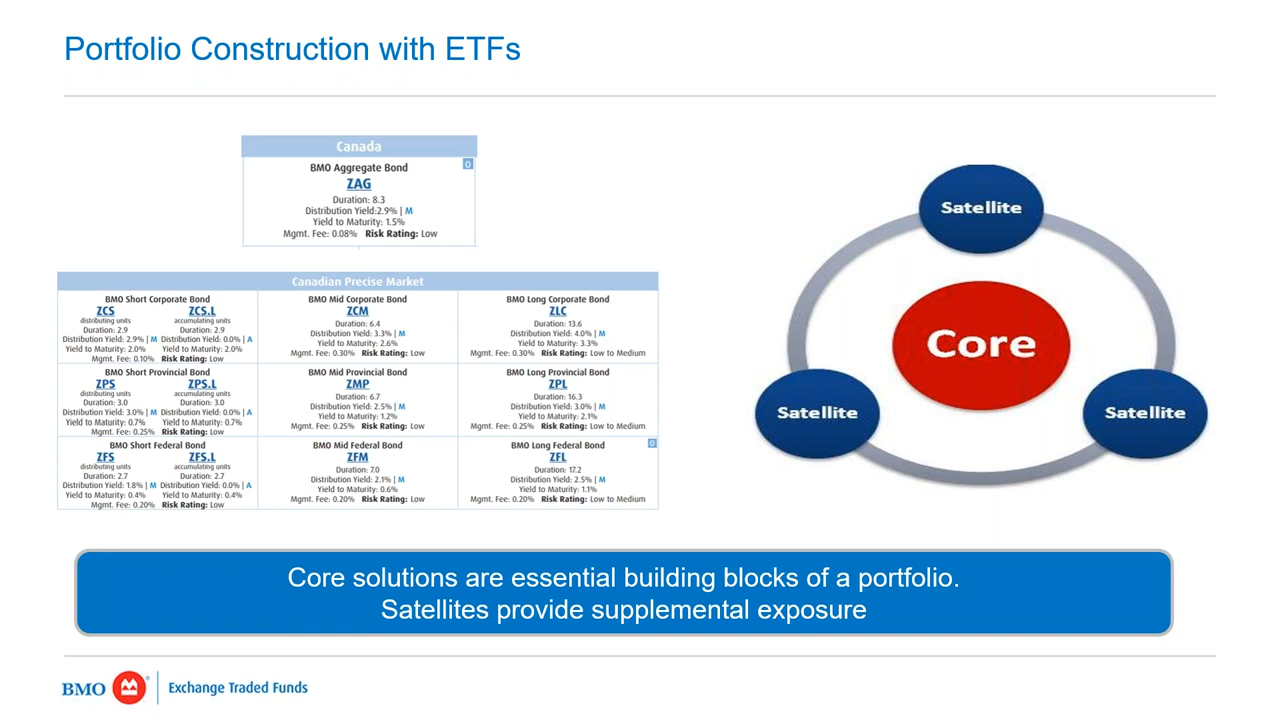 Portfolio Construction with ETFs
Canada
BMO Aggregate Bond
O
ZAG
Duration: 8.3
Distribution Yield:2.9% | M
Yield to Maturity: 1.5%
Mgmt. Fee: 0.08% Risk Rating: Low
Canadian Precise Market
BMO Short Corporate Bond
ZCS ZCS.L
distributing units accumulating units
Duration: 2.9 Duration: 2.9
Distribution Yield: 2.9% | M Distribution Yield: 0.0% | A
Yield to Maturity: 2.0% Yield to Maturity: 2.0%
Mgmt. Fee: 0.10% Risk Rating: Low
BMO Mid Corporate Bond
ZCM
Duration: 6.4
Distribution Yield: 3.3% | M
Yield to Maturity: 2.6%
Mgmt. Fee: 0.30% Risk Rating: Low
BMO Long Corporate Bond
ZLC
Duration: 13.6
Distribution Yield: 4.0% | M
Yield to Maturity: 3.3%
Mgmt. Fee: 0.30% Risk Rating: Low to Medium
BMO Short Provincial Bond
ZPS ZPS.L
distributing units accumulating units
Duration: 3.0 Duration: 3.0
Distribution Yield: 3.0% | M Distribution Yield: 0.0% | A
Yield to Maturity: 0.7% Yield to Maturity: 0.7%
Mgmt. Fee: 0.25% Risk Rating: Low
BMO Mid Provincial Bond
ZMP
Duration: 6.7
Distribution Yield: 2.5% | M
Yield to Maturity: 1.2%
Mgmt. Fee: 0.25% Risk Rating: Low
BMO Long Provincial Bond
ZPL
Duration: 16.3
Distribution Yield: 3.0% | M
Yield to Maturity: 2.1%
Mgmt. Fee: 0.25% Risk Rating: Low to Medium
BMO Short Federal Bond
ZFS ZFS.L
distributing units accumulating units
Duration: 2.7 Duration: 2.7
Distribution Yield: 1.8% | M Distribution Yield: 0.0% | A
Yield to Maturity: 0.4% Yield to Maturity: 0.4%
Mgmt. Fee: 0.20% Risk Rating: Low
BMO Mid Federal Bond
ZFM
Duration: 7.0
Distribution Yield: 2.1% | M
Yield to Maturity: 0.6%
Mgmt. Fee: 0.20% Risk Rating: Low
BMO Long Federal Bond
O
ZFL
Duration: 17.2
Distribution Yield: 2.5% | M
Yield to Maturity: 1.1%
Mgmt. Fee: 0.20% Risk Rating: Low to Medium
Satellite
Core
Satellite
Satellite
Core solutions are essential building blocks of a portfolio.
Satellites provide supplemental exposure
BMO Exchange Traded Funds